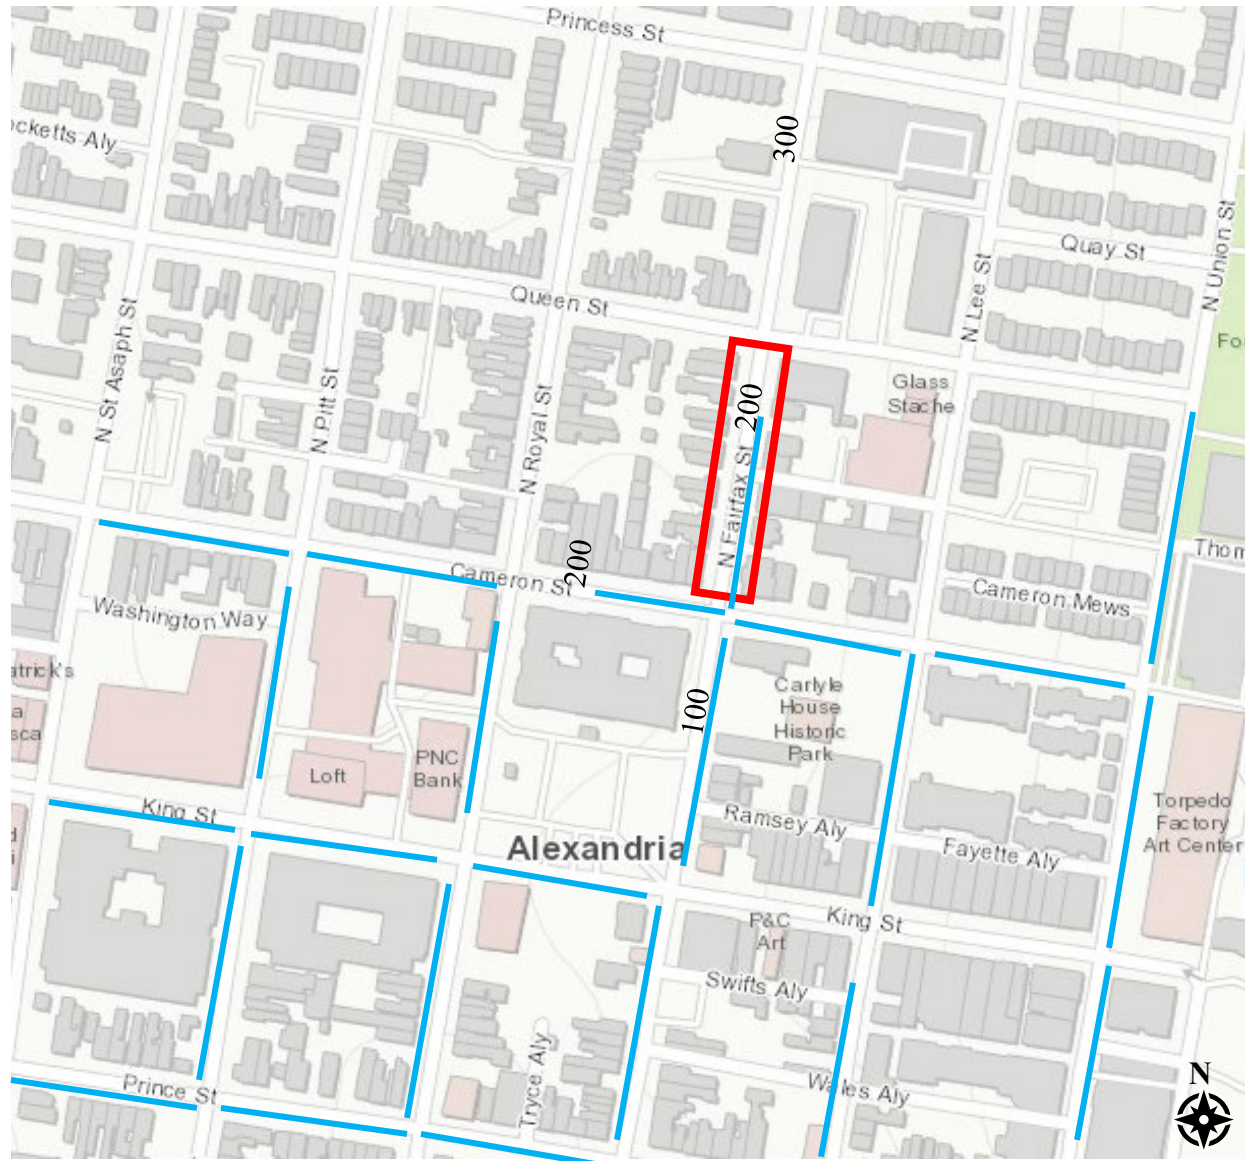 Princess St
ocketts Aly
300
Quay St
N Union St
N Lee St
Queen St
N St Asaph St
N Pitt St
N Royal St
Fo
Glass
Stache
200
N Fairfax St
Thom
Cameron St
200
Cameron Mews
Washington Way
atrick's
a
sca
Carlyle
House
Historic
Park
100
PNC
Bank
Loft
King St
Ramsey Aly
Torpedo
Factory
Art Center
Alexandria
Fayette Aly
d
i
P&C
Art
King St
Swifts Aly
Tryce Aly
Wales Aly
Prince St
N